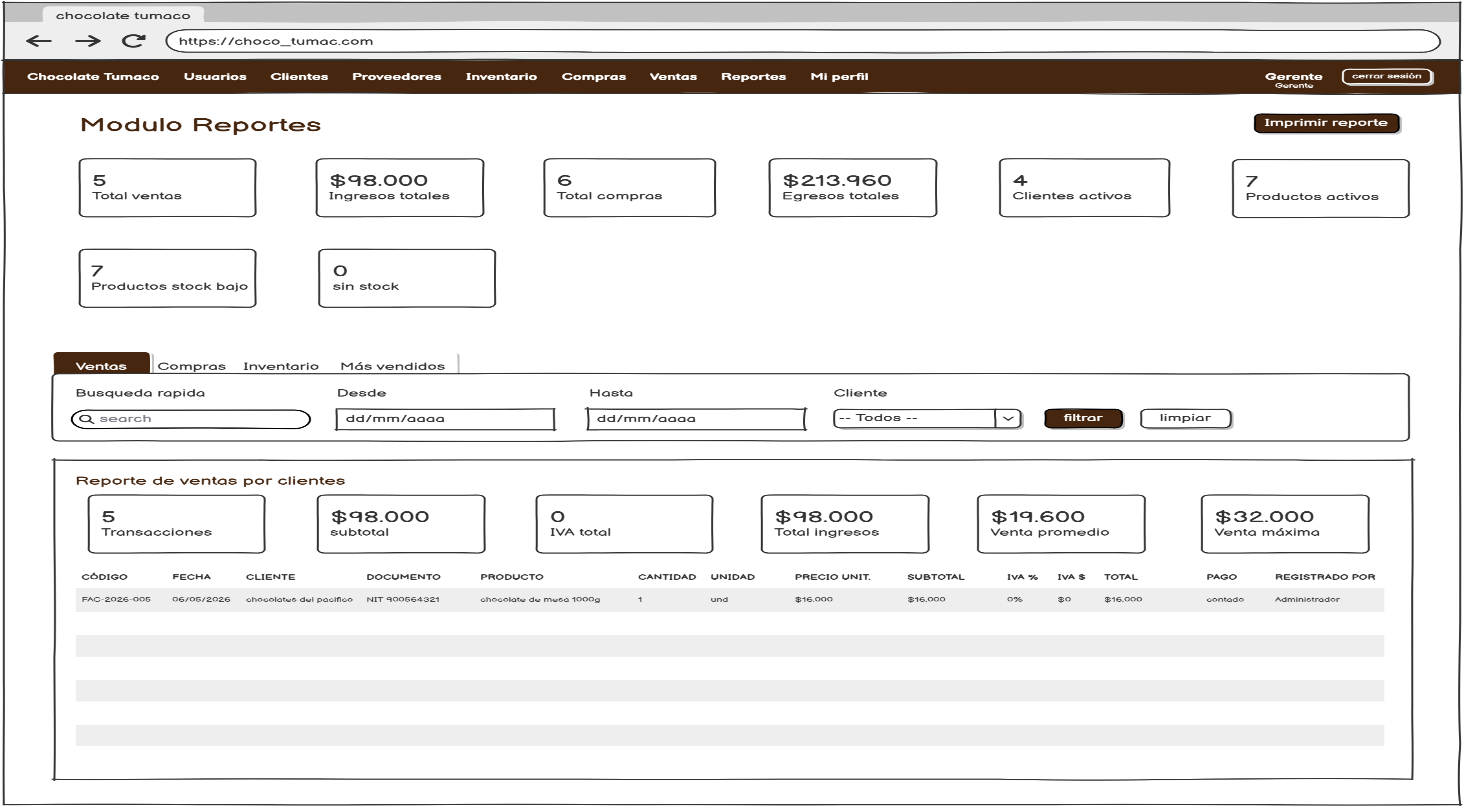 chocolate tumaco
https://choco_tumac.com
Chocolate Tumaco Usuarios Clientes Proveedores Inventario Compras Ventas Reportes Mi perfil Gerente cerrar sesión
Gerente
Modulo Reportes Imprimir reporte
5 $98.000 6 $213.960 4 7
Total ventas Ingresos totales Total compras Egresos totales Clientes activos Productos activos
7 0
Productos stock bajo sin stock
Ventas Compras Inventario Más vendidos
Busqueda rapida Desde Hasta Cliente
search dd/mm/aaaa dd/mm/aaaa -- Todos -- filtrar limpiar
Reporte de ventas por clientes
5 $98.000 0 $98.000 $19.600 $32.000
Transacciones subtotal IVA total Total ingresos Venta promedio Venta máxima
CÓDIGO FECHA CLIENTE DOCUMENTO PRODUCTO CANTIDAD UNIDAD PRECIO UNIT. SUBTOTAL IVA % IVA $ TOTAL PAGO REGISTRADO POR
FAC-2026-005 06/05/2026 chocolates del pacifico NIT 900564321 chocolate de mesa 1000g 1 und $16.000 $16.000 0% $0 $16.000 contado Administrador